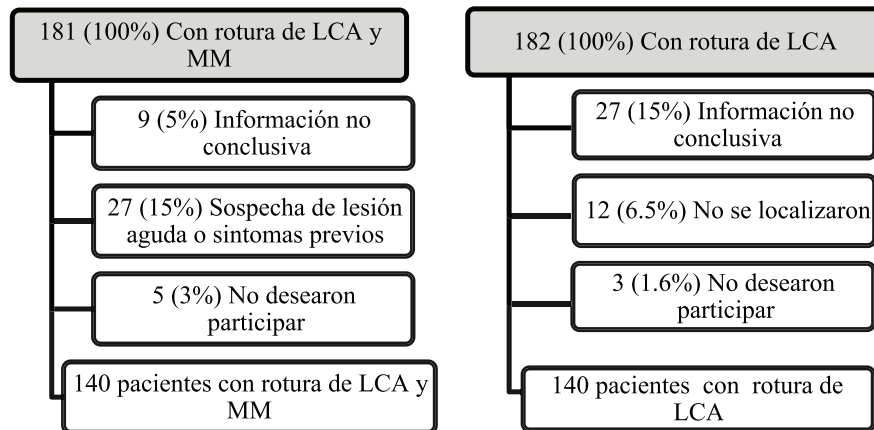 181 (100%) Con rotura de LCA y
MM
9 (5%) Información no
conclusiva
27 (15%) Sospecha de lesión
aguda o sintomas previos
5 (3%) No desearon
participar
140 pacientes con rotura de LCA y
MM
182 (100%) Con rotura de LCA
27 (15%) Información no
conclusiva
12 (6.5%) No se localizaron
3 (1.6%) No desearon
participar
140 pacientes con rotura de
LCA